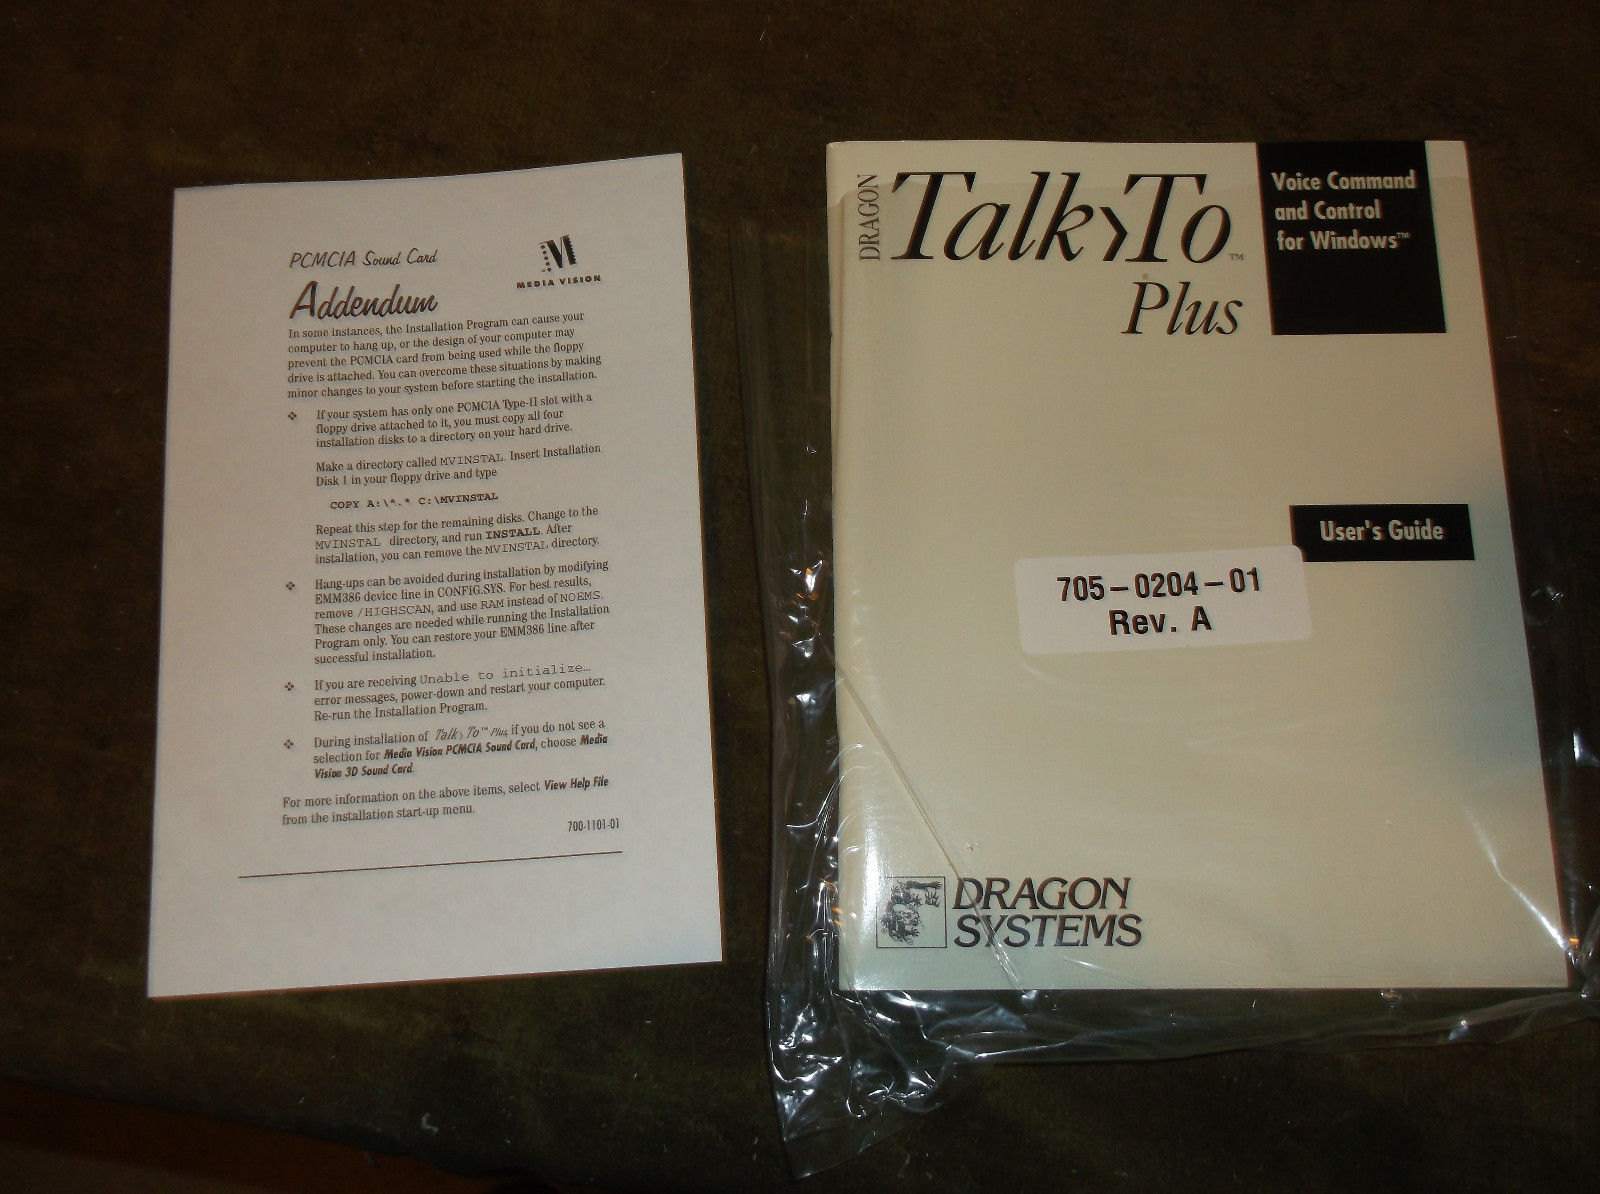 PCMCIA Sound Card
M
MEDIA VISION
Addendum
In some instances, the Installation Program can cause your
computer to hang up, or the design of your computer may
prevent the PCMCIA card from being used while the floppy
drive is attached. You can overcome these situations by making
minor changes to your system before starting the installation.
❖ If your system has only one PCMCIA Type-II slot with a
floppy drive attached to it, you must copy all four
installation disks to a directory on your hard drive.
Make a directory called MVINSTAL. Insert Installation
Disk 1 in your floppy drive and type
COPY A:\*.* C:\MVINSTAL
Repeat this step for the remaining disks. Change to the
MVINSTAL directory, and run INSTALL. After
installation, you can remove the MVINSTAL directory.
❖ Hang-ups can be avoided during installation by modifying
EMM386 device line in CONFIG.SYS. For best results,
remove /HIGHSCAN, and use RAM instead of NOEMS.
These changes are needed while running the Installation
Program only. You can restore your EMM386 line after
successful installation.
❖ If you are receiving Unable to initialize…
error messages, power-down and restart your computer.
Re-run the Installation Program.
❖ During installation of Talk›To™ Plus, if you do not see a
selection for Media Vision PCMCIA Sound Card, choose Media
Vision 3D Sound Card.
For more information on the above items, select View Help File
from the installation start-up menu.
700-1101-01
DRAGON
Talk›To™
Plus
Voice Command
and Control
for Windows™
User's Guide
705-0204-01
Rev. A
DRAGON
SYSTEMS